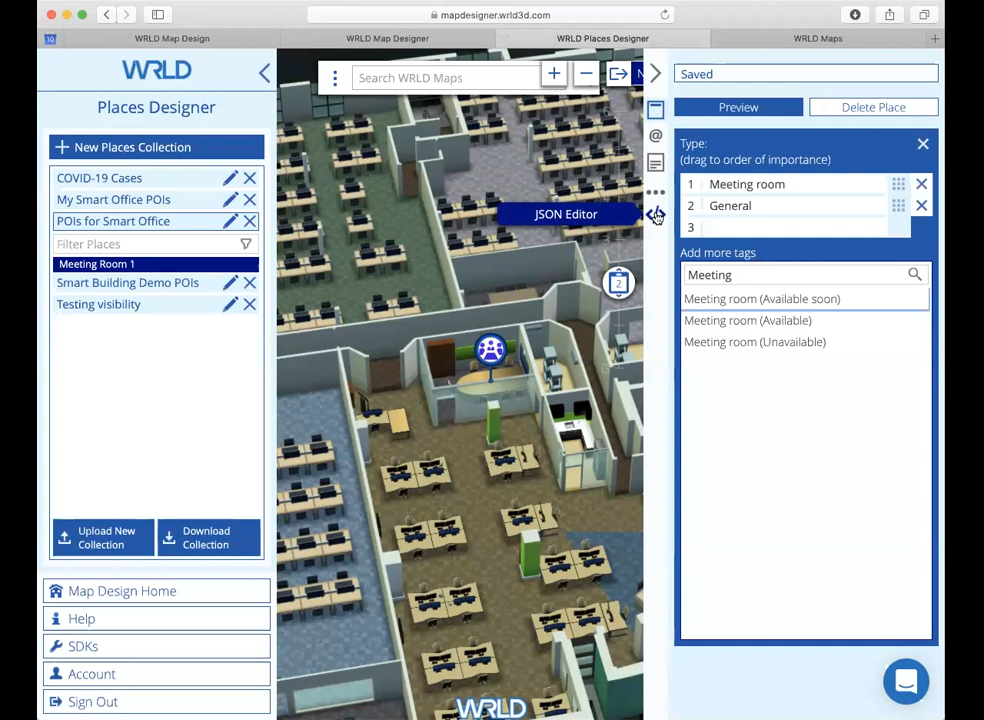 mapdesigner.wrld3d.com
WRLD Map Design
WRLD Map Designer
WRLD Places Designer
WRLD Maps
WRLD
Places Designer
New Places Collection
COVID-19 Cases
My Smart Office POIs
POIs for Smart Office
Filter Places
Meeting Room 1
Smart Building Demo POIs
Testing visibility
Upload New
Collection
Download
Collection
Map Design Home
Help
SDKs
Account
Sign Out
Search WRLD Maps
N
JSON Editor
2
WRLD
Saved
Preview
Delete Place
Type:
(drag to order of importance)
1 Meeting room
2 General
3
Add more tags
Meeting
Meeting room (Available soon)
Meeting room (Available)
Meeting room (Unavailable)